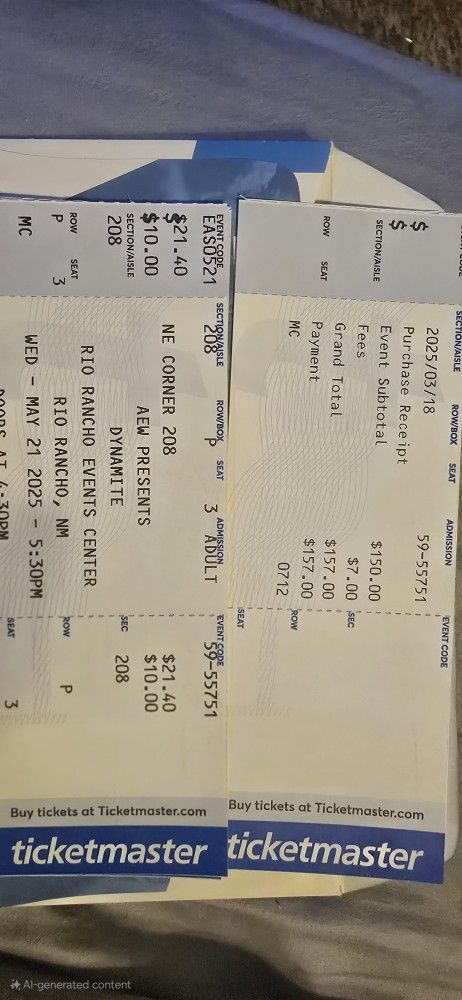 EVENT CODE
EAS0521
$21.40
$10.00
SECTION/AISLE
208
ROW SEAT
P 3
MC
SECTION/AISLE ROW/BOX SEAT ADMISSION
208 P 3 ADULT
NE CORNER 208
AEW PRESENTS
DYNAMITE
RIO RANCHO EVENTS CENTER
RIO RANCHO, NM
WED - MAY 21 2025 - 5:30PM
DOORS AT 4:30PM
EVENT CODE
59-55751
$21.40
$10.00
SEC
208
ROW
P
SEAT
3
Buy tickets at Ticketmaster.com
ticketmaster
CODE
$
$
SECTION/AISLE
ROW SEAT
SECTION/AISLE ROW/BOX SEAT ADMISSION
2025/03/18 59-55751
Purchase Receipt
Event Subtotal $150.00
Fees $7.00
Grand Total $157.00
Payment $157.00
MC 0712
EVENT CODE
SEC
ROW
SEAT
Buy tickets at Ticketmaster.com
ticketmaster
AI-generated content